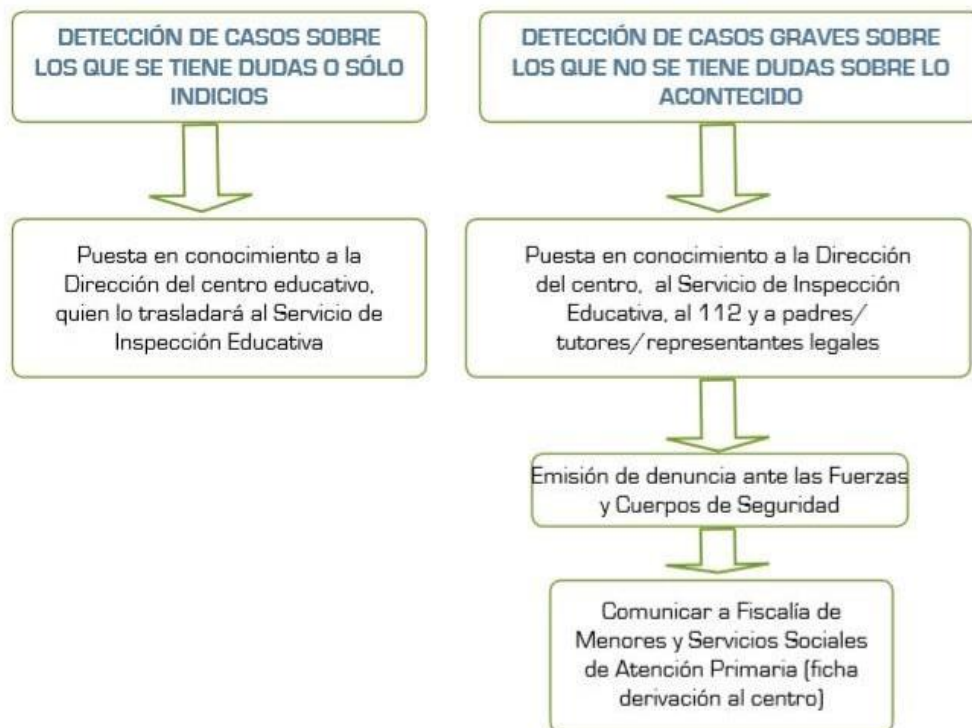 DETECCIÓN DE CASOS SOBRE
LOS QUE SE TIENE DUDAS O SÓLO
INDICIOS
Puesta en conocimiento a la
Dirección del centro educativo,
quien lo trasladará al Servicio de
Inspección Educativa
DETECCIÓN DE CASOS GRAVES SOBRE
LOS QUE NO SE TIENE DUDAS SOBRE LO
ACONTECIDO
Puesta en conocimiento a la Dirección
del centro, al Servicio de Inspección
Educativa, al 112 y a padres/
tutores/representantes legales
Emisión de denuncia ante las Fuerzas
y Cuerpos de Seguridad
Comunicar a Fiscalía de
Menores y Servicios Sociales
de Atención Primaria (ficha
derivación al centro)